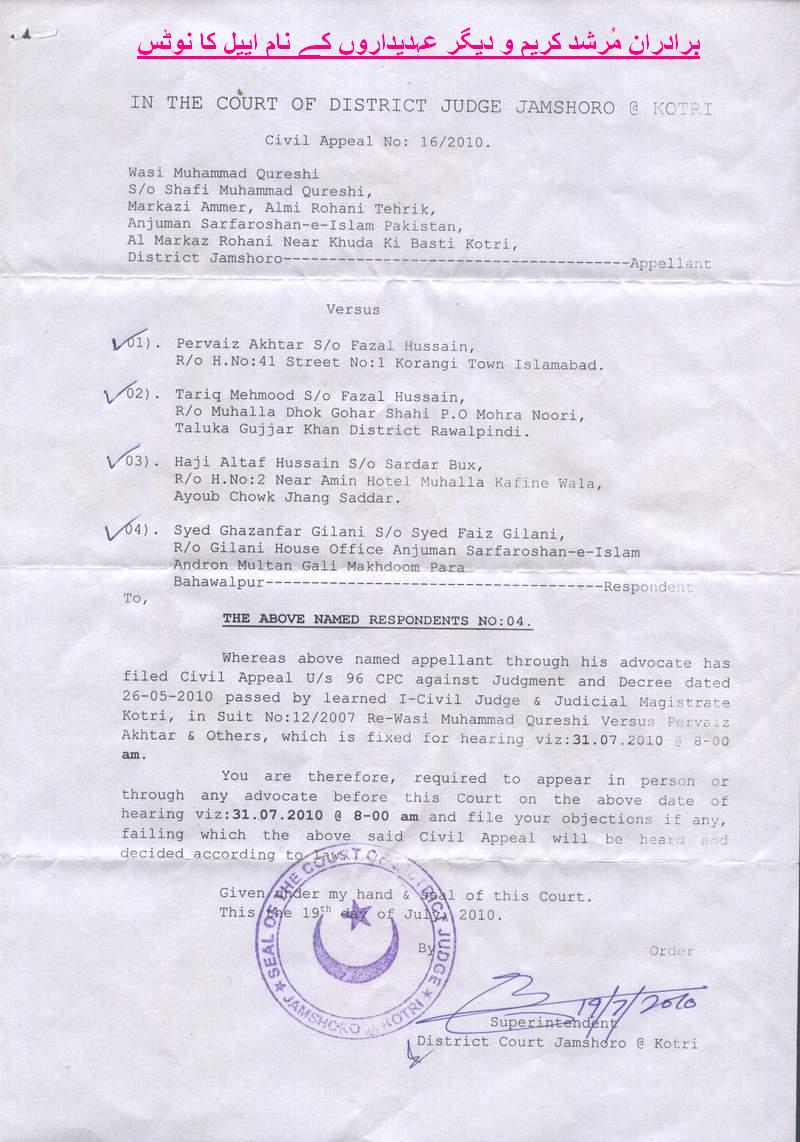 برادران مُرشد کریم و دیگر عہدیداروں کے نام اپیل کا نوٹس
IN THE COURT OF DISTRICT JUDGE JAMSHORO @ KOTRI
Civil Appeal No: 16/2010.
Wasi Muhammad Qureshi
S/o Shafi Muhammad Qureshi,
Markazi Ammer, Almi Rohani Tehrik,
Anjuman Sarfaroshan-e-Islam Pakistan,
Al Markaz Rohani Near Khuda Ki Basti Kotri,
District Jamshoro--------------------------------------Appellant
Versus
01). Pervaiz Akhtar S/o Fazal Hussain,
R/o H.No:41 Street No:1 Korangi Town Islamabad.
02). Tariq Mehmood S/o Fazal Hussain,
R/o Muhalla Dhok Gohar Shahi P.O Mohra Noori,
Taluka Gujjar Khan District Rawalpindi.
03). Haji Altaf Hussain S/o Sardar Bux,
R/o H.No:2 Near Amin Hotel Muhalla Kafine Wala,
Ayoub Chowk Jhang Saddar.
04). Syed Ghazanfar Gilani S/o Syed Faiz Gilani,
R/o Gilani House Office Anjuman Sarfaroshan-e-Islam
Andron Multan Gali Makhdoom Para
Bahawalpur-------------------------------------Respondent
To,
THE ABOVE NAMED RESPONDENTS NO:04.
Whereas above named appellant through his advocate has
filed Civil Appeal U/s 96 CPC against Judgment and Decree dated
26-05-2010 passed by learned I-Civil Judge & Judicial Magistrate
Kotri, in Suit No:12/2007 Re-Wasi Muhammad Qureshi Versus Pervaiz
Akhtar & Others, which is fixed for hearing viz:31.07.2010 @ 8-00
am.
You are therefore, required to appear in person or
through any advocate before this Court on the above date of
hearing viz:31.07.2010 @ 8-00 am and file your objections if any,
failing which the above said Civil Appeal will be heard and
decided according to law.
Given under my hand & seal of this Court.
This the 19th day of July, 2010.
By Order
SEAL OF THE COURT OF DISTRICT JUDGE
JAMSHORO @ KOTRI
19/7/2010
Superintendent
District Court Jamshoro @ Kotri